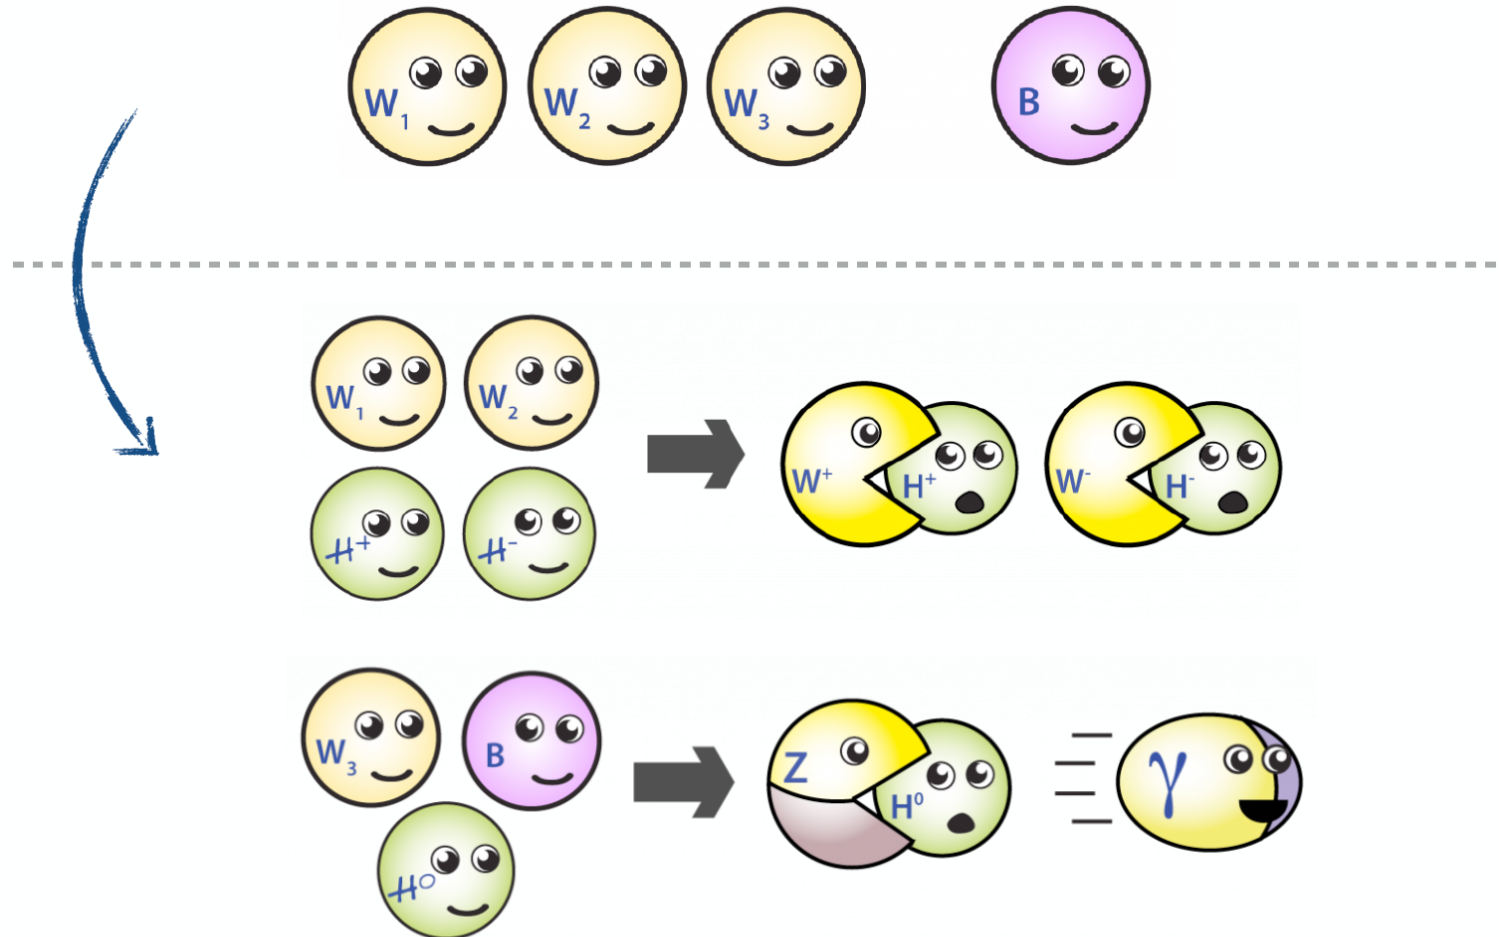 W₁ W₂ W₃ B
W₁ W₂
W⁺ H⁺ W⁻ H⁻
H⁺ H⁻
W₃ B
Z H⁰ γ
H⁰